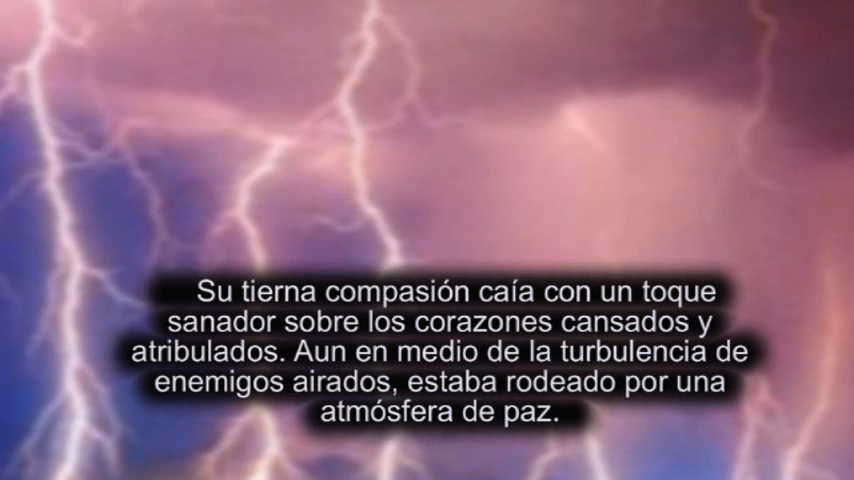 Su tierna compasión caía con un toque
sanador sobre los corazones cansados y
atribulados. Aun en medio de la turbulencia de
enemigos airados, estaba rodeado por una
atmósfera de paz.